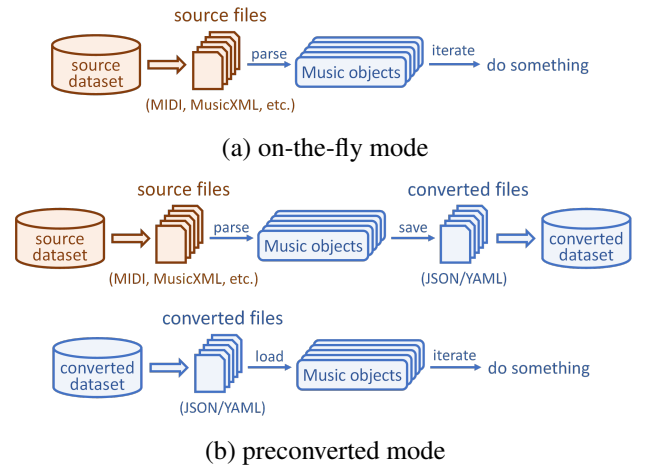 source files
source
dataset
parse
Music objects
iterate
do something
(MIDI, MusicXML, etc.)
(a) on-the-fly mode
source files
converted files
source
dataset
parse
Music objects
save
converted
dataset
(MIDI, MusicXML, etc.)
(JSON/YAML)
converted files
converted
dataset
load
Music objects
iterate
do something
(JSON/YAML)
(b) preconverted mode